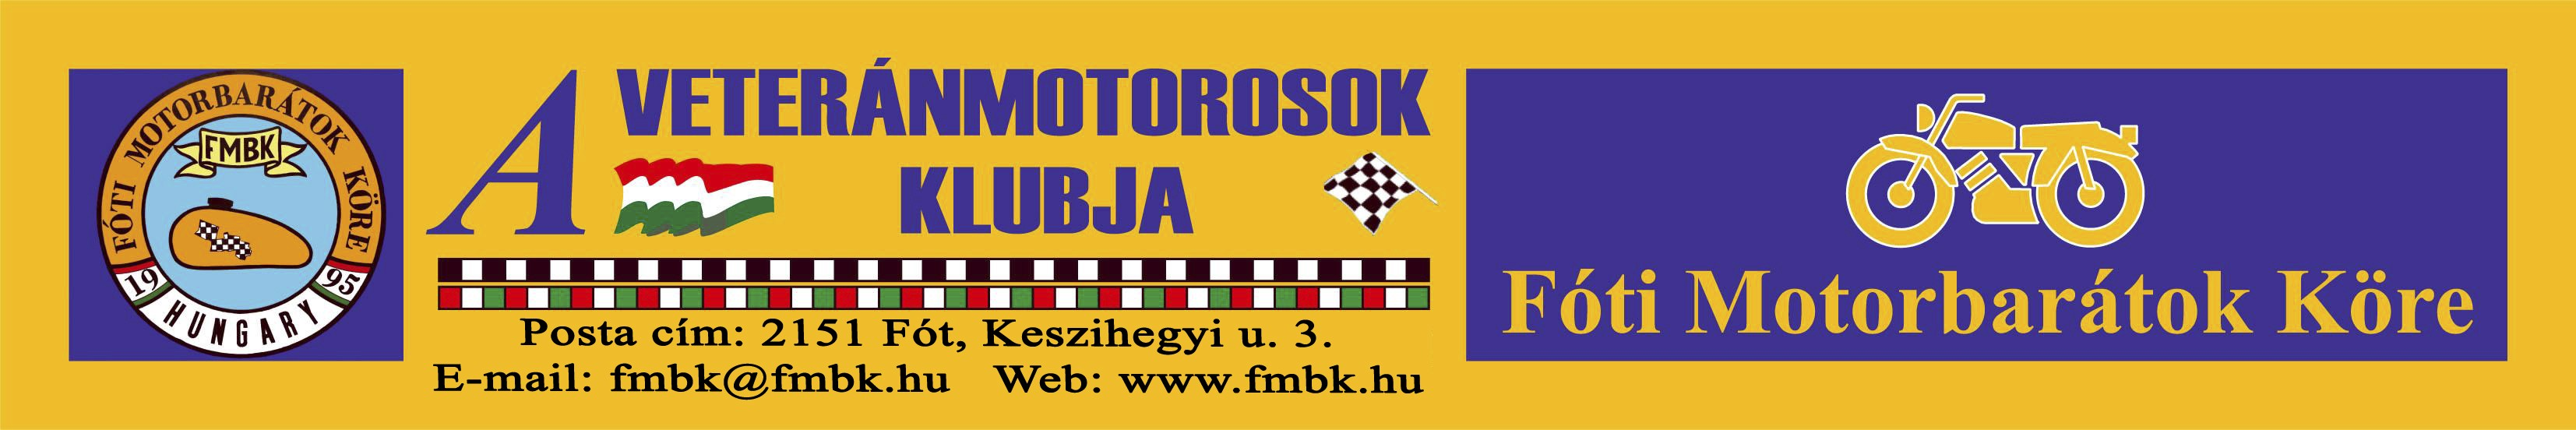 FÓTI MOTORBARÁTOK KÖRE
FMBK
19 95
HUNGARY
A VETERÁNMOTOROSOK
KLUBJA
Posta cím: 2151 Fót, Keszihegyi u. 3.
E-mail: fmbk@fmbk.hu Web: www.fmbk.hu
Fóti Motorbarátok Köre